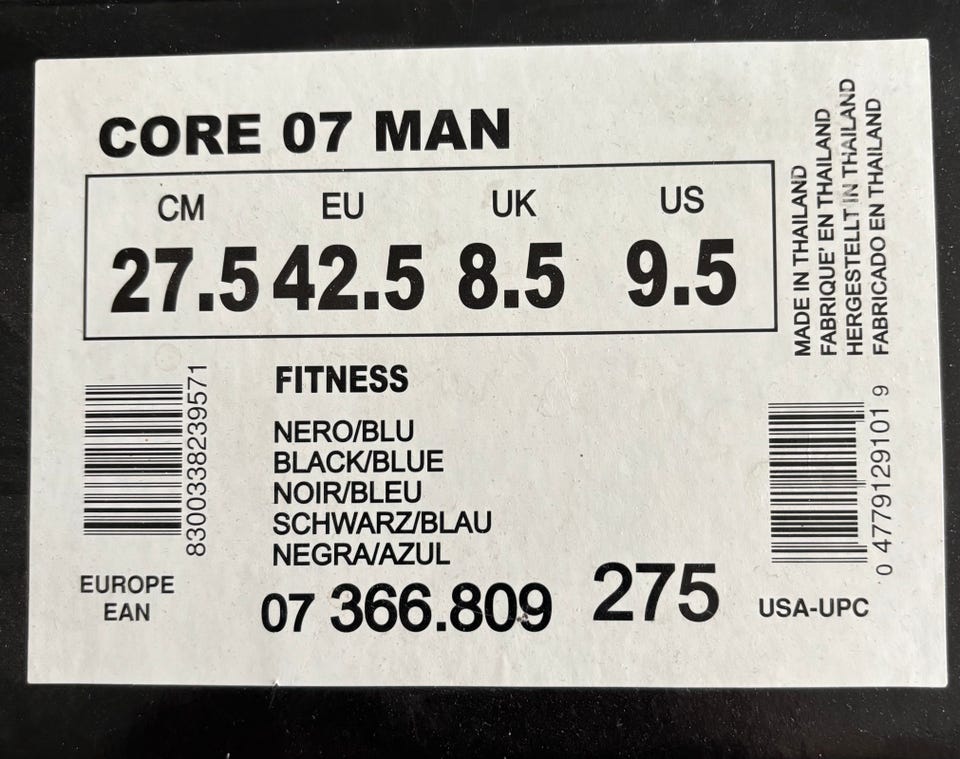 CORE 07 MAN
CM EU UK US
27.5 42.5 8.5 9.5
MADE IN THAILAND
FABRIQUE' EN THAILAND
HERGESTELLT IN THAILAND
FABRICADO EN THAILAND
8300338239571
EUROPE
EAN
FITNESS
NERO/BLU
BLACK/BLUE
NOIR/BLEU
SCHWARZ/BLAU
NEGRA/AZUL
07 366.809 275
0 4779129101 9
USA-UPC